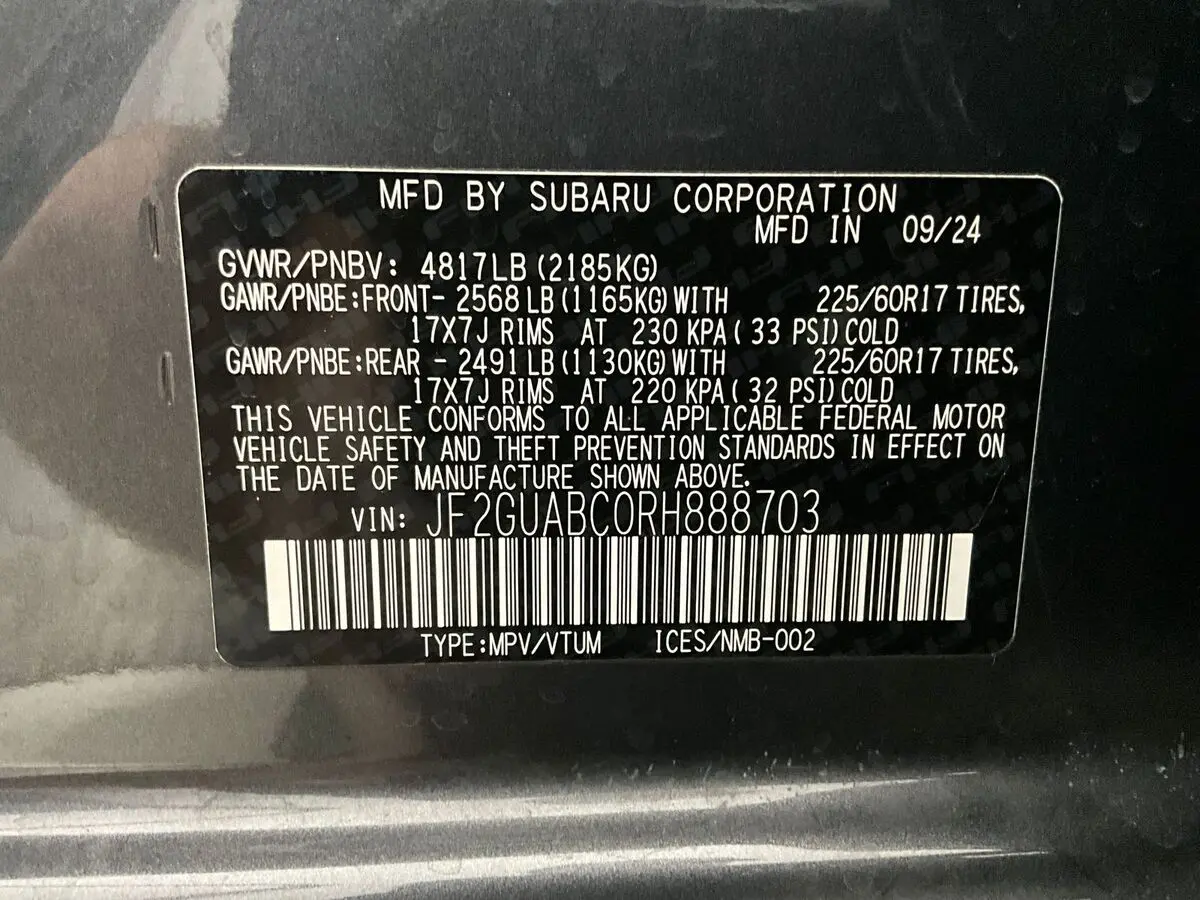 MFD BY SUBARU CORPORATION
MFD IN 09/24
GVWR/PNBV: 4817LB (2185KG)
GAWR/PNBE:FRONT- 2568 LB (1165KG) WITH 225/60R17 TIRES,
17X7J RIMS AT 230 KPA ( 33 PSI) COLD
GAWR/PNBE:REAR - 2491 LB (1130KG) WITH 225/60R17 TIRES,
17X7J RIMS AT 220 KPA ( 32 PSI) COLD
THIS VEHICLE CONFORMS TO ALL APPLICABLE FEDERAL MOTOR
VEHICLE SAFETY AND THEFT PREVENTION STANDARDS IN EFFECT ON
THE DATE OF MANUFACTURE SHOWN ABOVE.
VIN: JF2GUABC0RH888703
TYPE:MPV/VTUM ICES/NMB-002